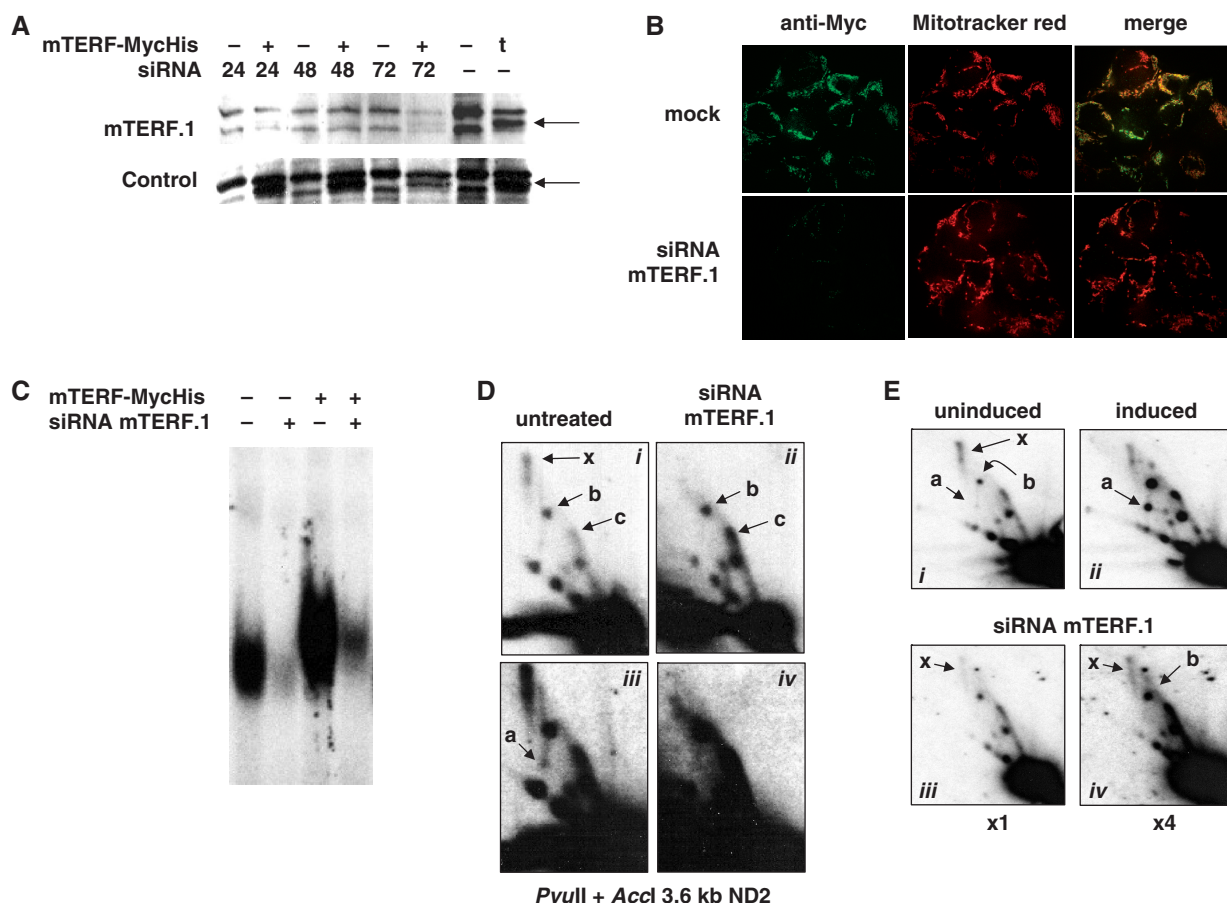 A
mTERF-MycHis – + – + – + – t
siRNA 24 24 48 48 72 72 – –
mTERF.1
Control
B
anti-Myc Mitotracker red merge
mock
siRNA
mTERF.1
C
mTERF-MycHis – – + +
siRNA mTERF.1 – + – +
D
untreated
siRNA
mTERF.1
i
x
b
c
ii
b
c
iii
a
iv
PvuII + AccI 3.6 kb ND2
E
uninduced induced
x
a
b
i
a
ii
siRNA mTERF.1
x
iii
x
b
iv
x1 x4